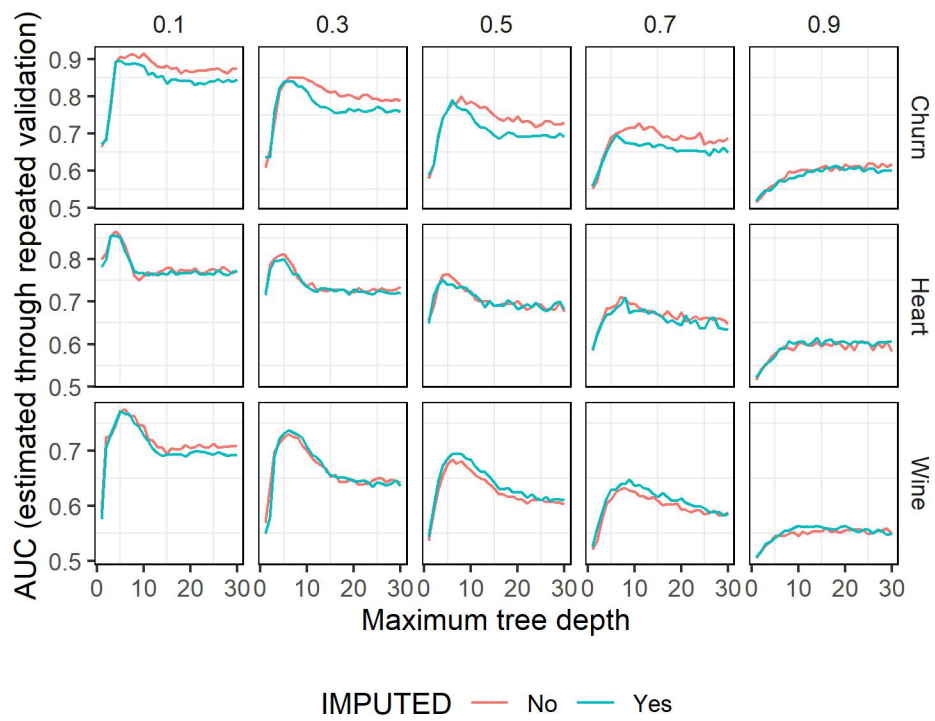 0.1 0.3 0.5 0.7 0.9
AUC (estimated through repeated validation)
0.9
0.8
0.7
0.6
0.5
Churn
0.8
0.7
0.6
0.5
Heart
0.7
0.6
0.5
Wine
0 10 20 30 0 10 20 30 0 10 20 30 0 10 20 30 0 10 20 30
Maximum tree depth
IMPUTED No Yes